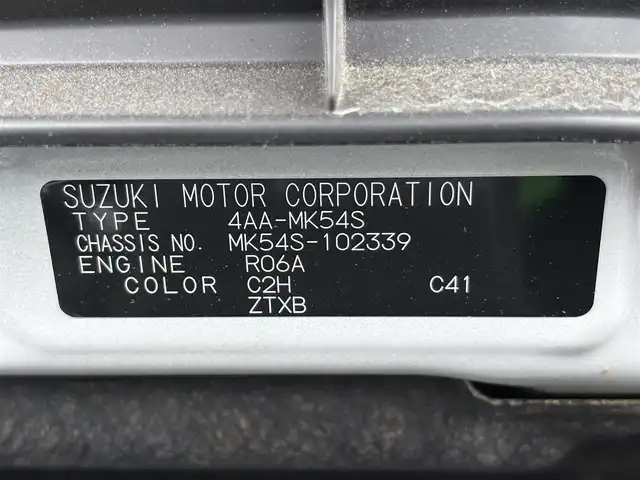 SUZUKI MOTOR CORPORATION
TYPE 4AA-MK54S
CHASSIS NO. MK54S-102339
ENGINE R06A
COLOR C2H C41
ZTXB